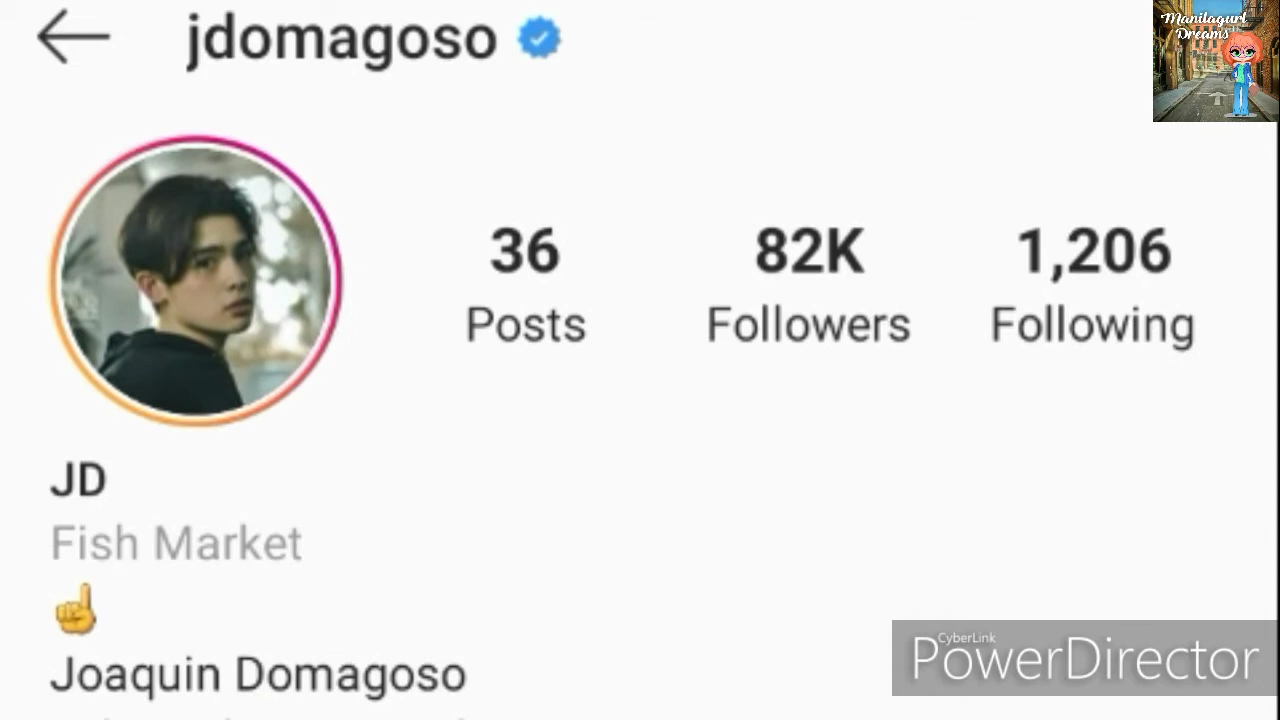 jdomagoso
Manilagurl
Dreams
36
82K
1,206
Posts
Followers
Following
JD
Fish Market
Joaquin Domagoso
CyberLink
PowerDirector